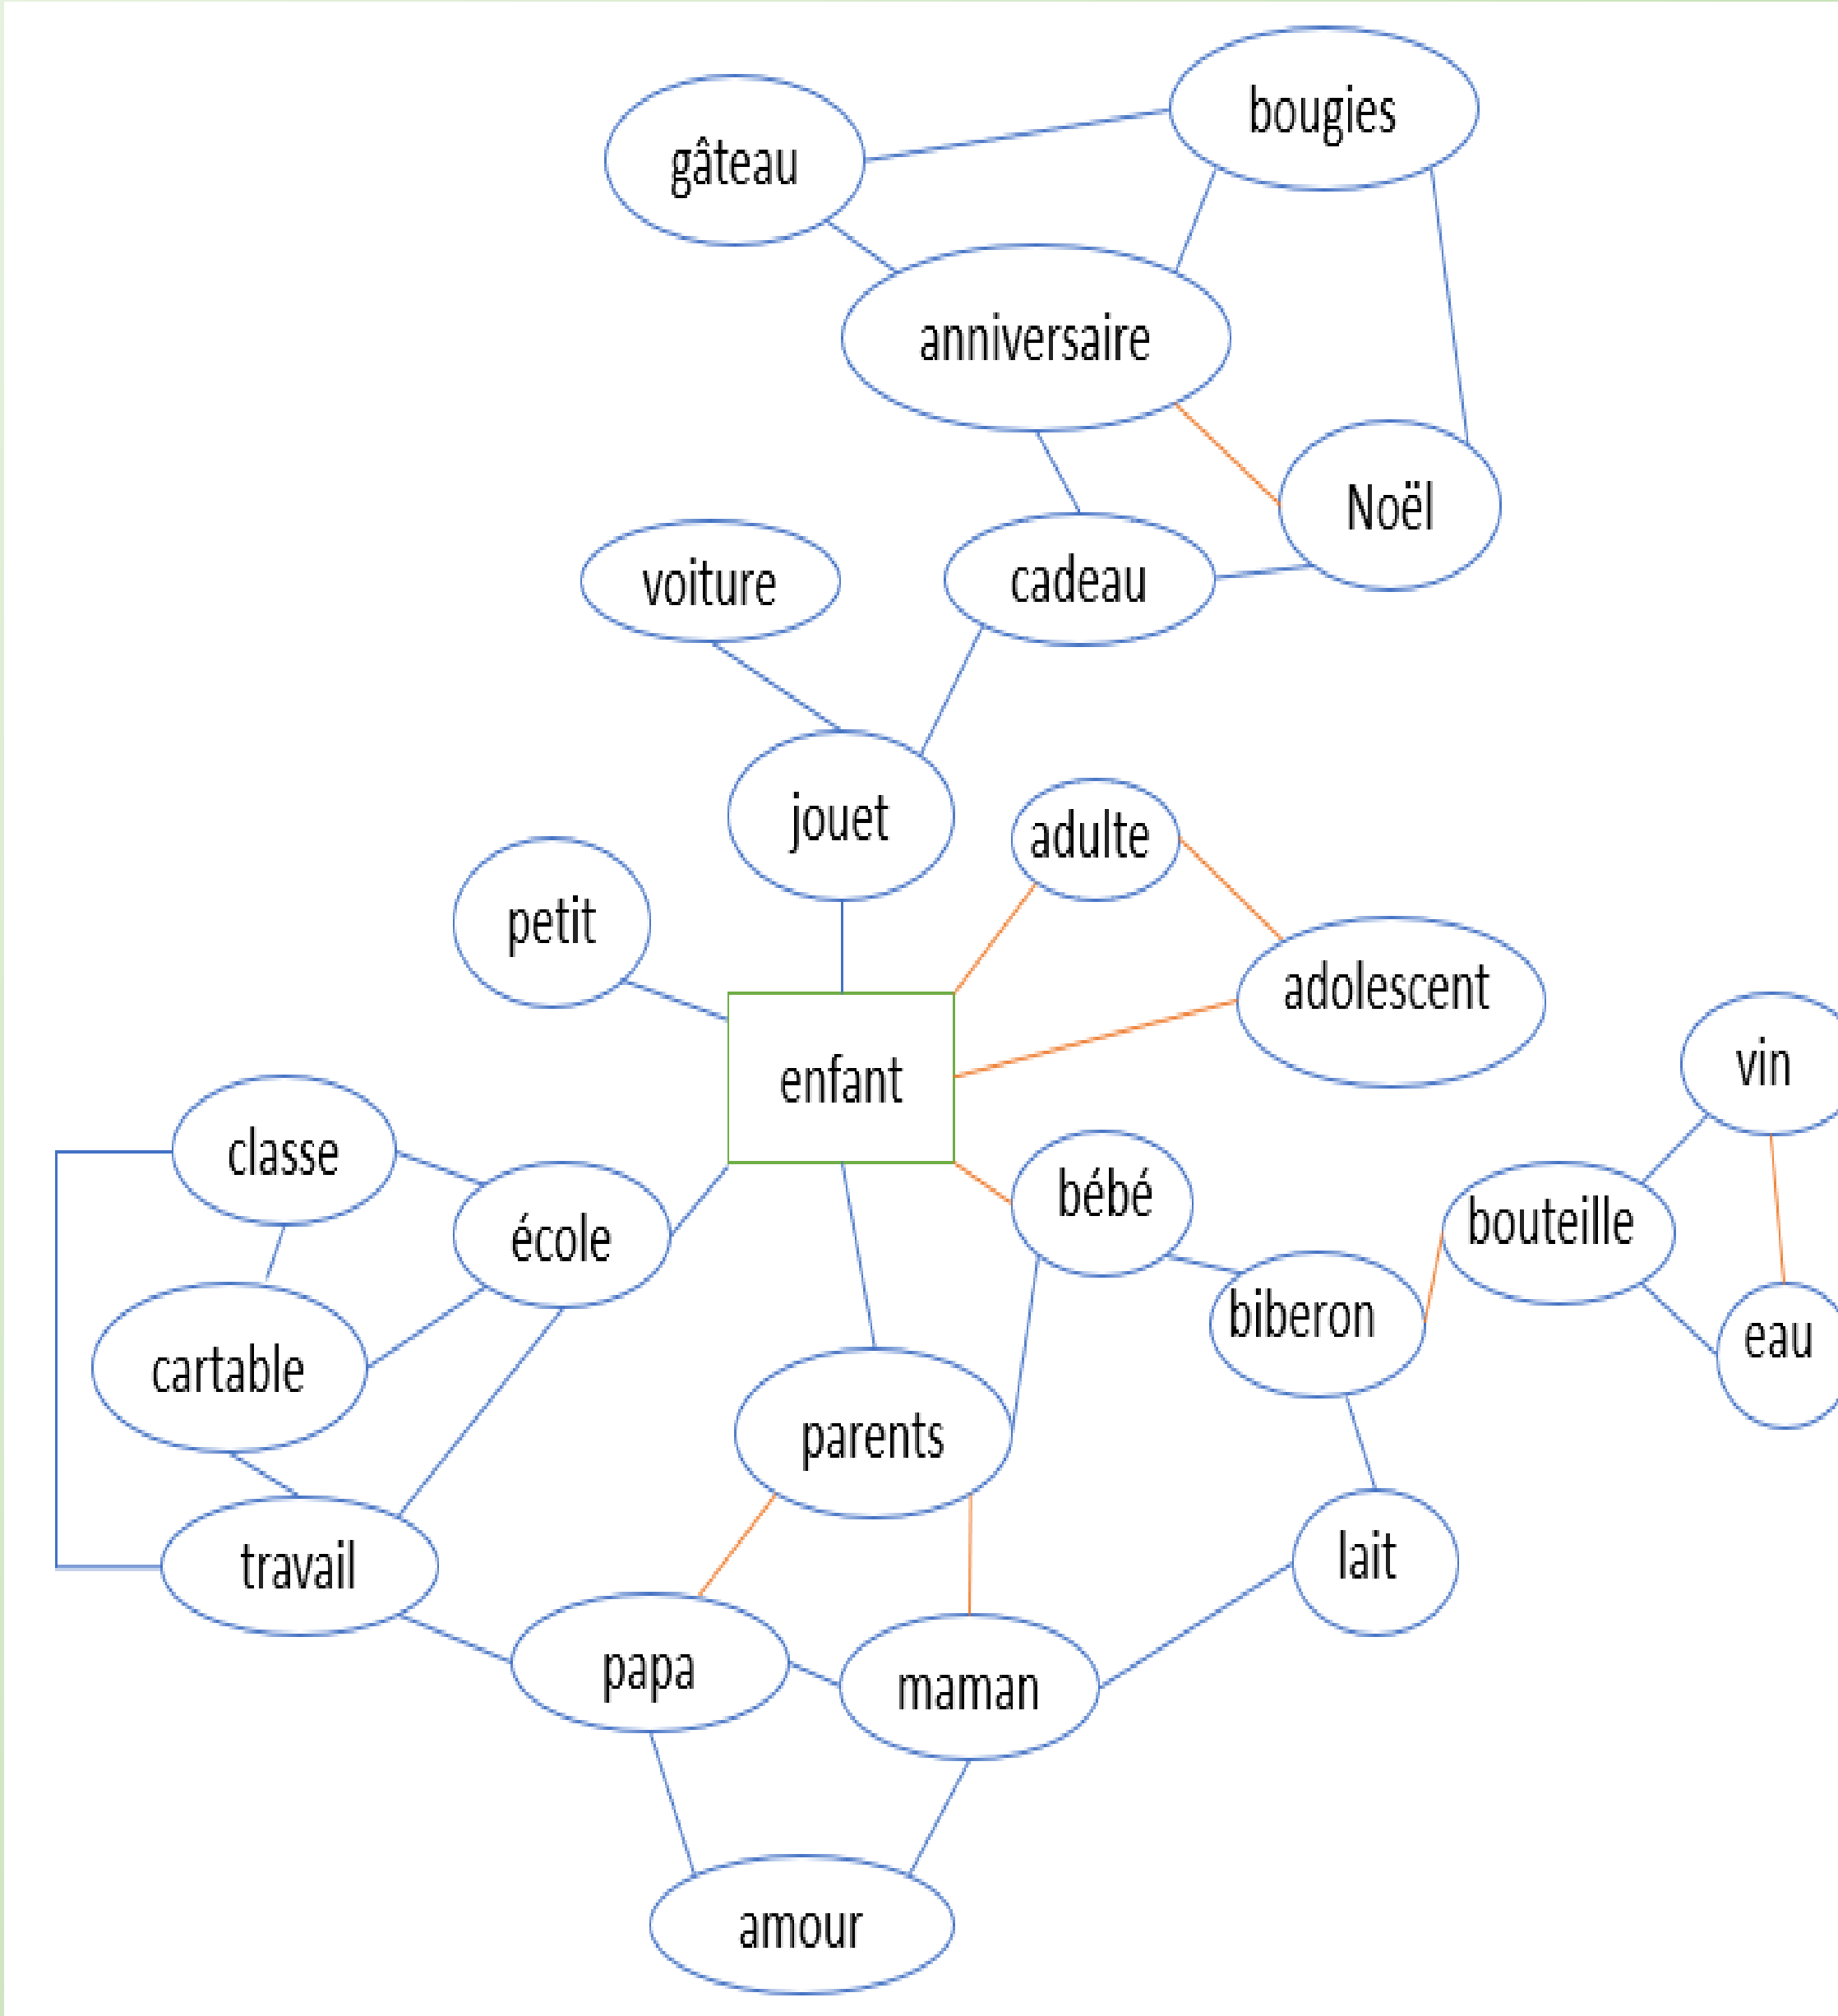 bougies
gâteau
anniversaire
Noël
voiture
cadeau
jouet
adulte
petit
adolescent
enfant
vin
classe
bébé
école
bouteille
biberon
eau
cartable
parents
travail
lait
papa
maman
amour